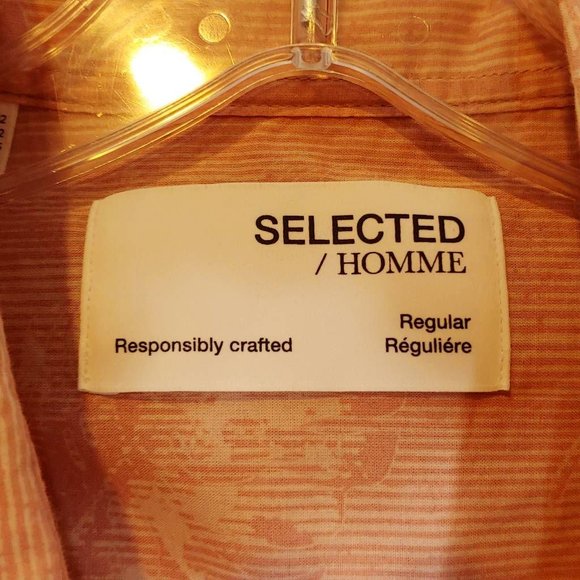 SELECTED
/ HOMME
Regular
Responsibly crafted
Réguliére